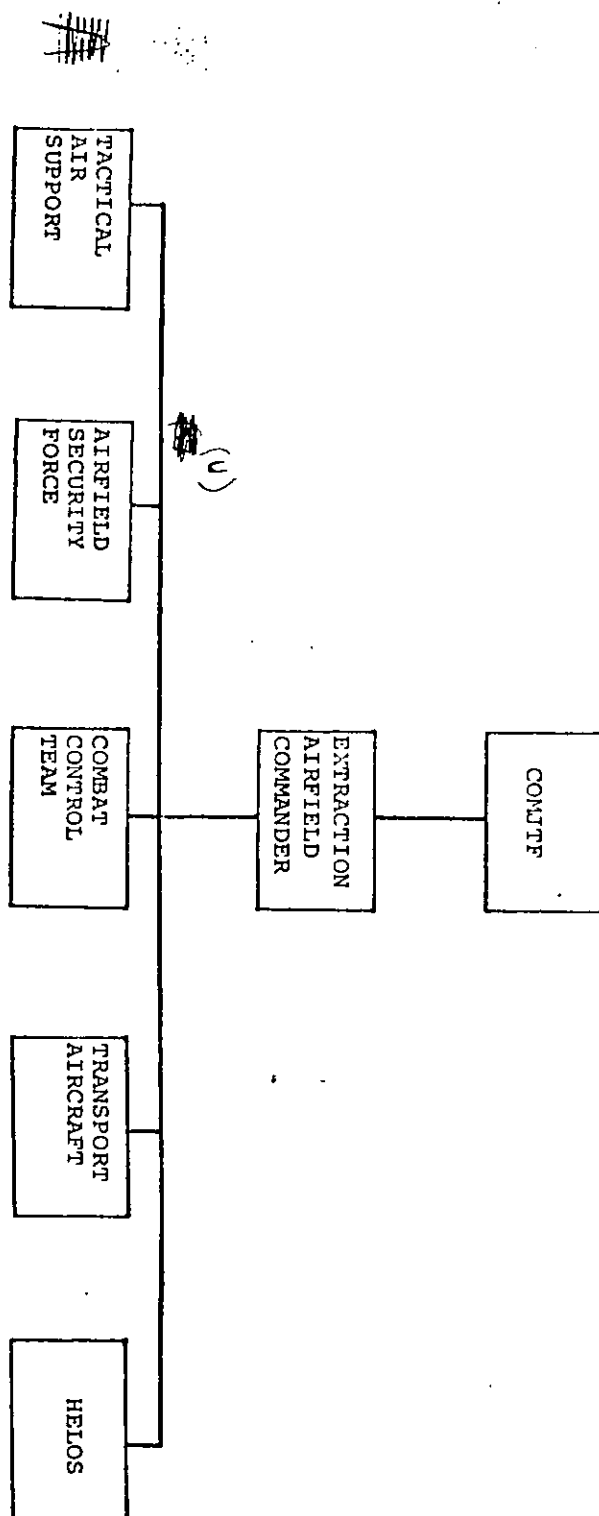 COMJTF
EXTRACTION
AIRFIELD
COMMANDER
(U)
TACTICAL
AIR
SUPPORT
AIRFIELD
SECURITY
FORCE
COMBAT
CONTROL
TEAM
TRANSPORT
AIRCRAFT
HELOS